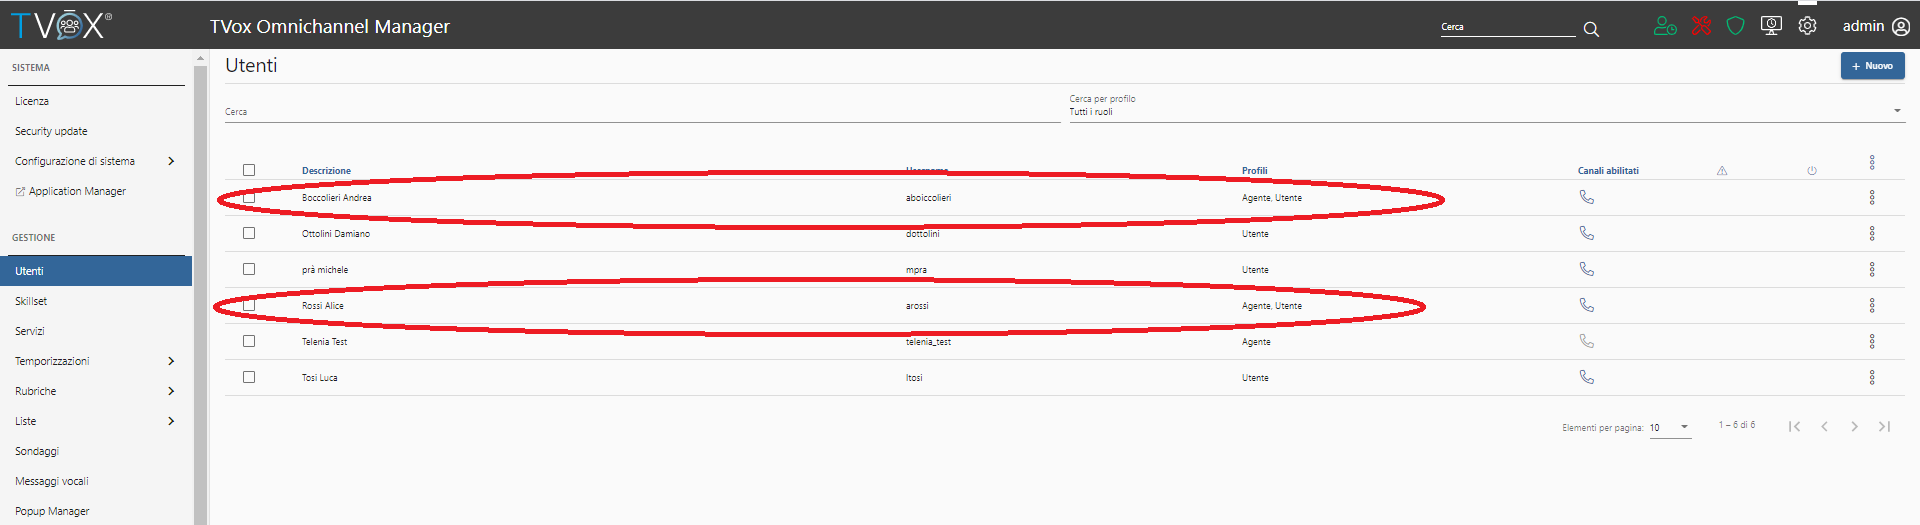 TVOX®
TVox Omnichannel Manager
Cerca
admin
SISTEMA
Licenza
Security update
Configurazione di sistema
Application Manager
GESTIONE
Utenti
Skillset
Servizi
Temporizzazioni
Rubriche
Liste
Sondaggi
Messaggi vocali
Popup Manager
Utenti
+ Nuovo
Cerca
Cerca per profilo
Tutti i ruoli
Descrizione Username Profili Canali abilitati
Boccolieri Andrea aboiccolieri Agente, Utente
Ottolini Damiano dottolini Utente
prà michele mpra Utente
Rossi Alice arossi Agente, Utente
Telenia Test telenia_test Agente
Tosi Luca ltosi Utente
Elementi per pagina: 10 1 – 6 di 6